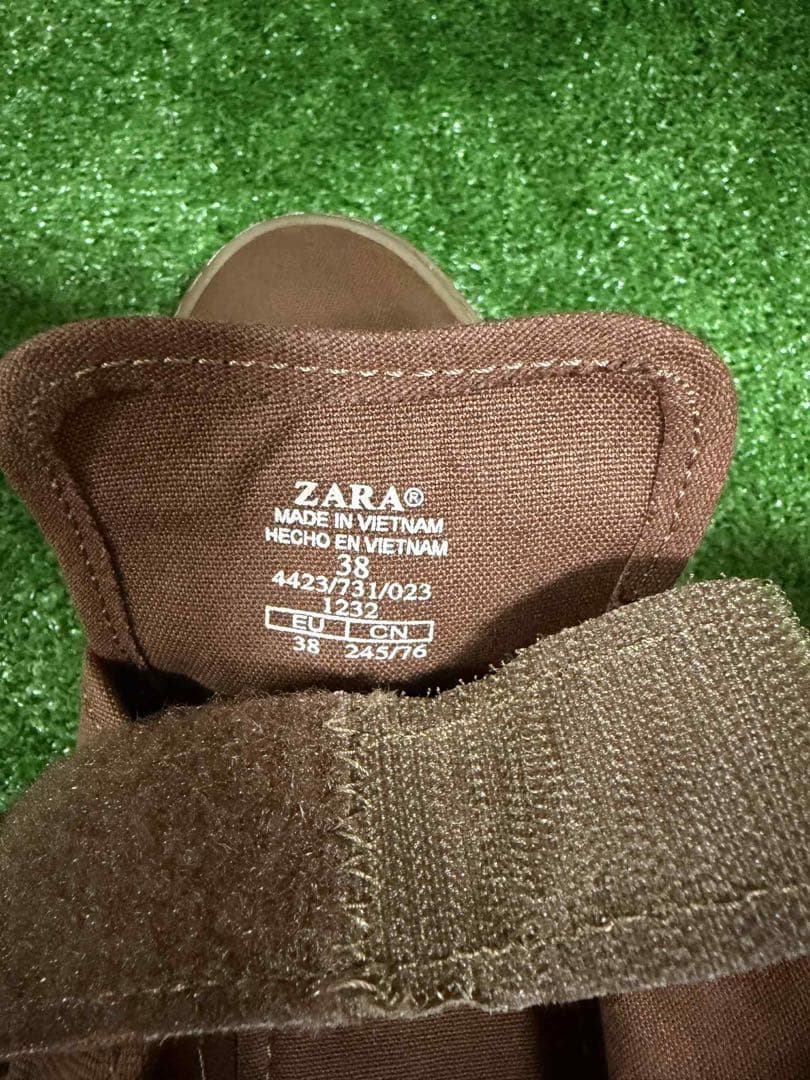 ZARA®
MADE IN VIETNAM
HECHO EN VIETNAM
38
4423/731/023
1232
EU CN
38 245/76